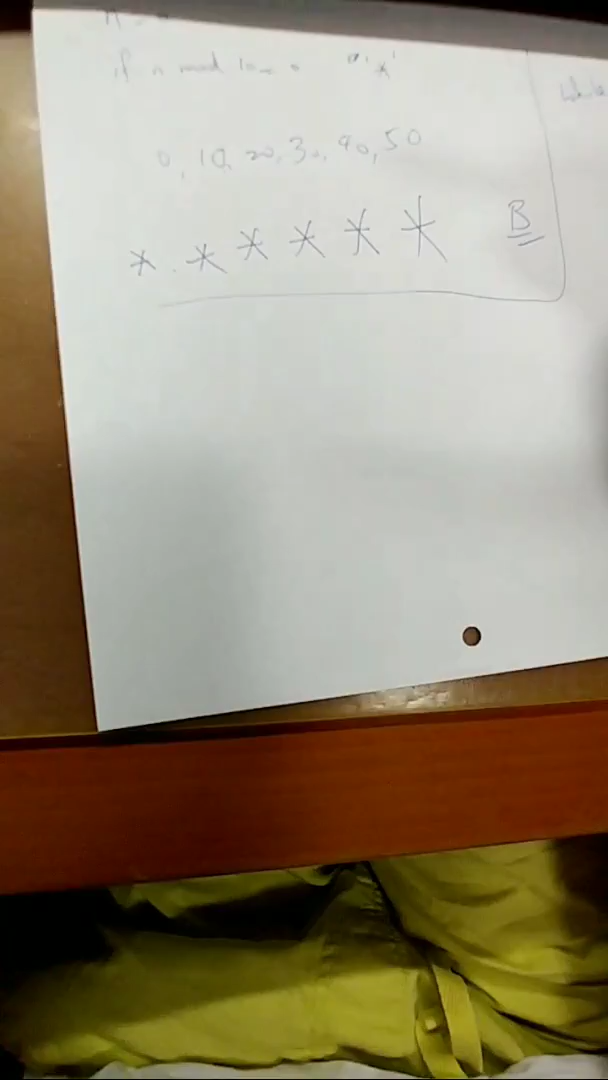 if n mod 10 = 0 "*"
0, 10, 20, 30, 40, 50
* * * * * *
B